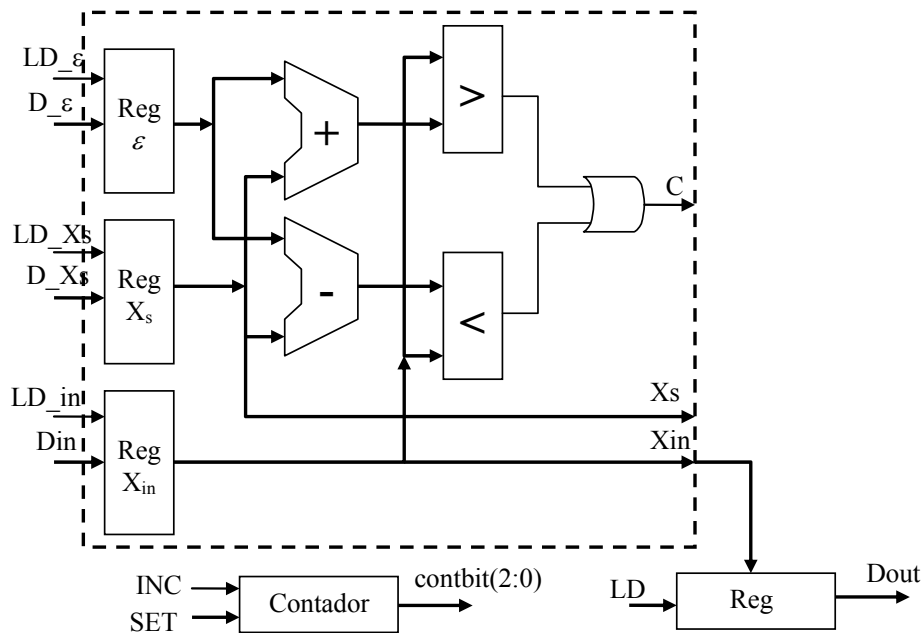 LD_ε
D_ε
Reg
ε
+
>
C
LD_Xs
D_Xs
Reg
Xs
-
<
LD_in
Din
Reg
Xin
Xs
Xin
INC
SET
Contador
contbit(2:0)
LD
Reg
Dout